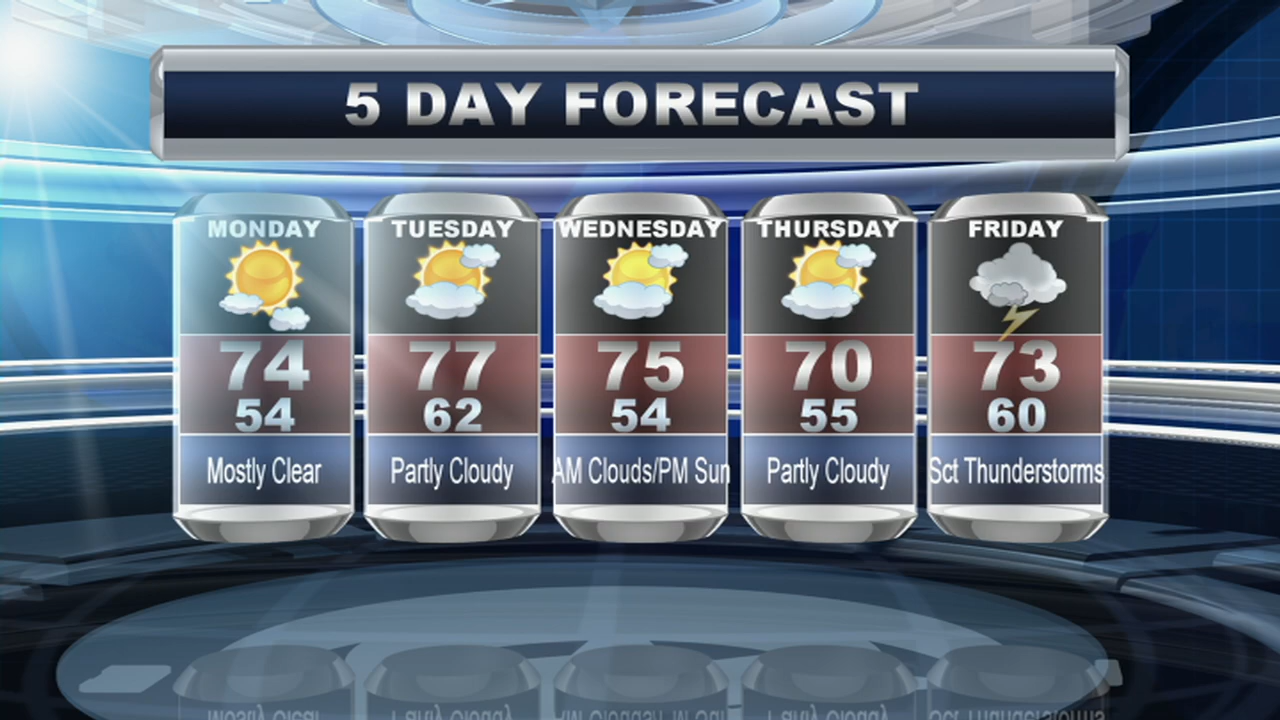 5 DAY FORECAST
MONDAY
74
54
Mostly Clear
TUESDAY
77
62
Partly Cloudy
WEDNESDAY
75
54
AM Clouds/PM Sun
THURSDAY
70
55
Partly Cloudy
FRIDAY
73
60
Sct Thunderstorms